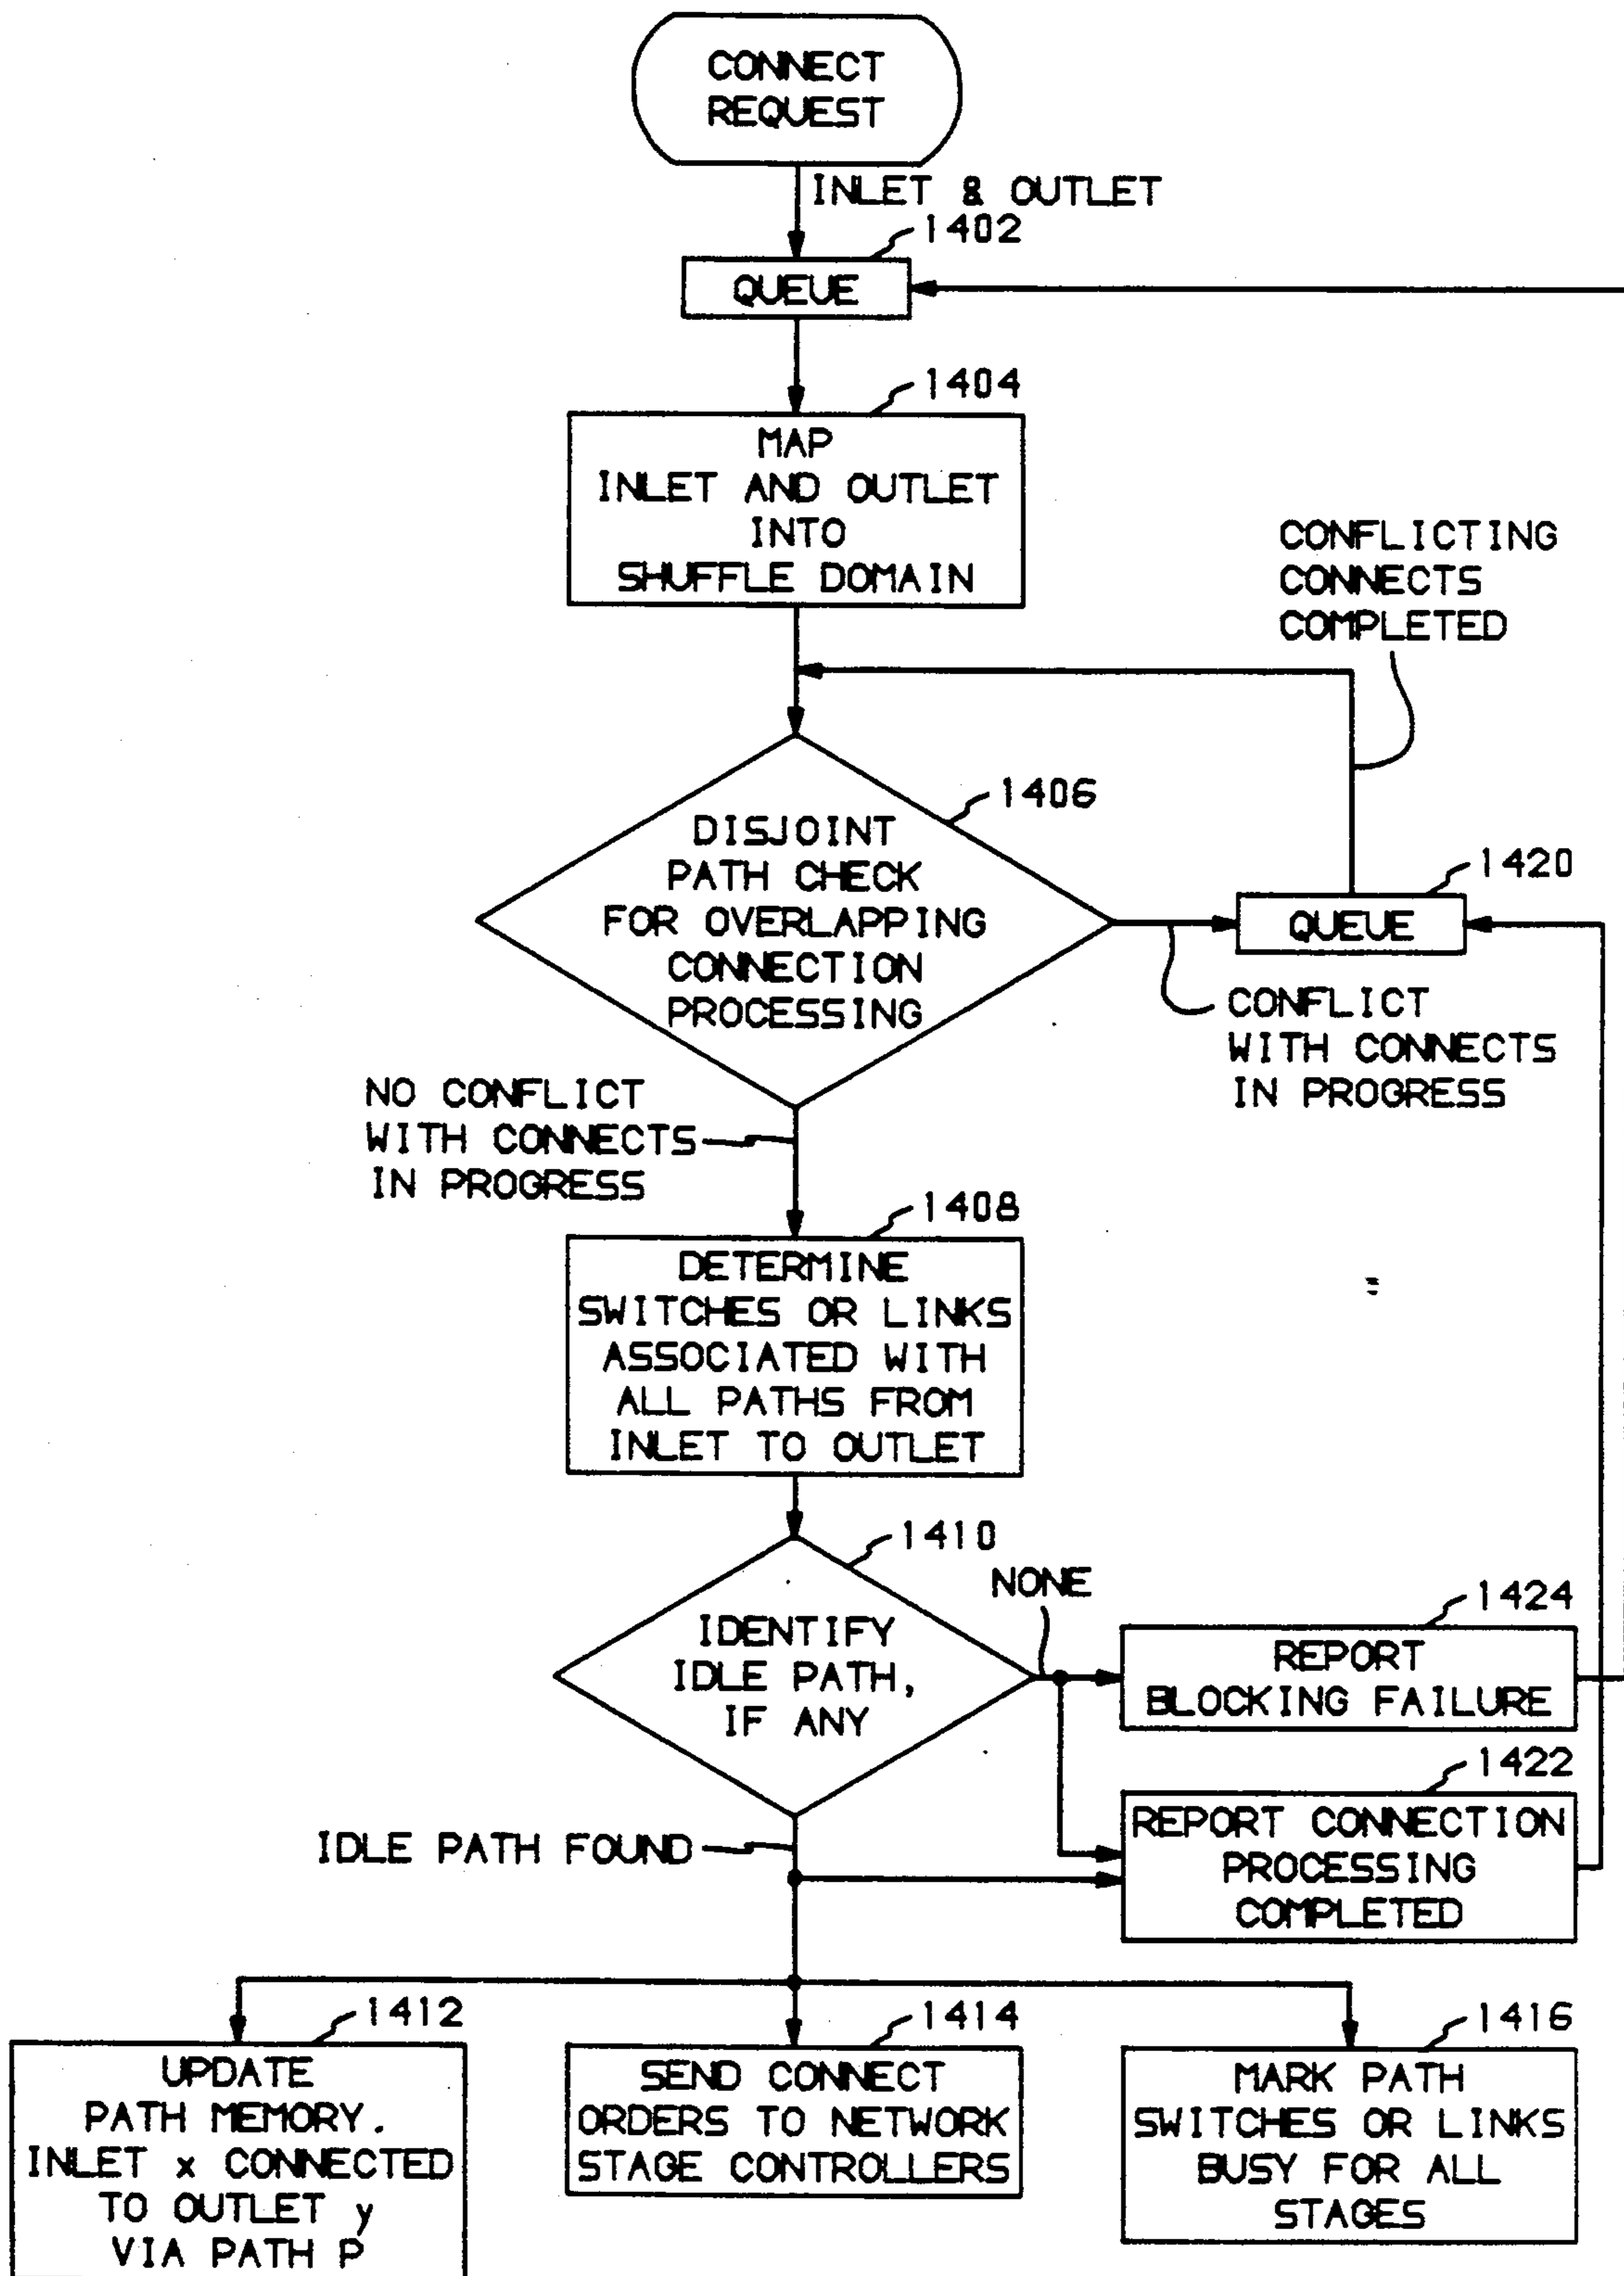 CONNECT
REQUEST
INLET & OUTLET
1402
QUEUE
1404
MAP
INLET AND OUTLET
INTO
SHUFFLE DOMAIN
CONFLICTING
CONNECTS
COMPLETED
1406
DISJOINT
PATH CHECK
FOR OVERLAPPING
CONNECTION
PROCESSING
1420
QUEUE
CONFLICT
WITH CONNECTS
IN PROGRESS
NO CONFLICT
WITH CONNECTS
IN PROGRESS
1408
DETERMINE
SWITCHES OR LINKS
ASSOCIATED WITH
ALL PATHS FROM
INLET TO OUTLET
1410
IDENTIFY
IDLE PATH,
IF ANY
NONE
1424
REPORT
BLOCKING FAILURE
1422
REPORT CONNECTION
PROCESSING
COMPLETED
IDLE PATH FOUND
1412
UPDATE
PATH MEMORY.
INLET x CONNECTED
TO OUTLET y
VIA PATH P
1414
SEND CONNECT
ORDERS TO NETWORK
STAGE CONTROLLERS
1416
MARK PATH
SWITCHES OR LINKS
BUSY FOR ALL
STAGES